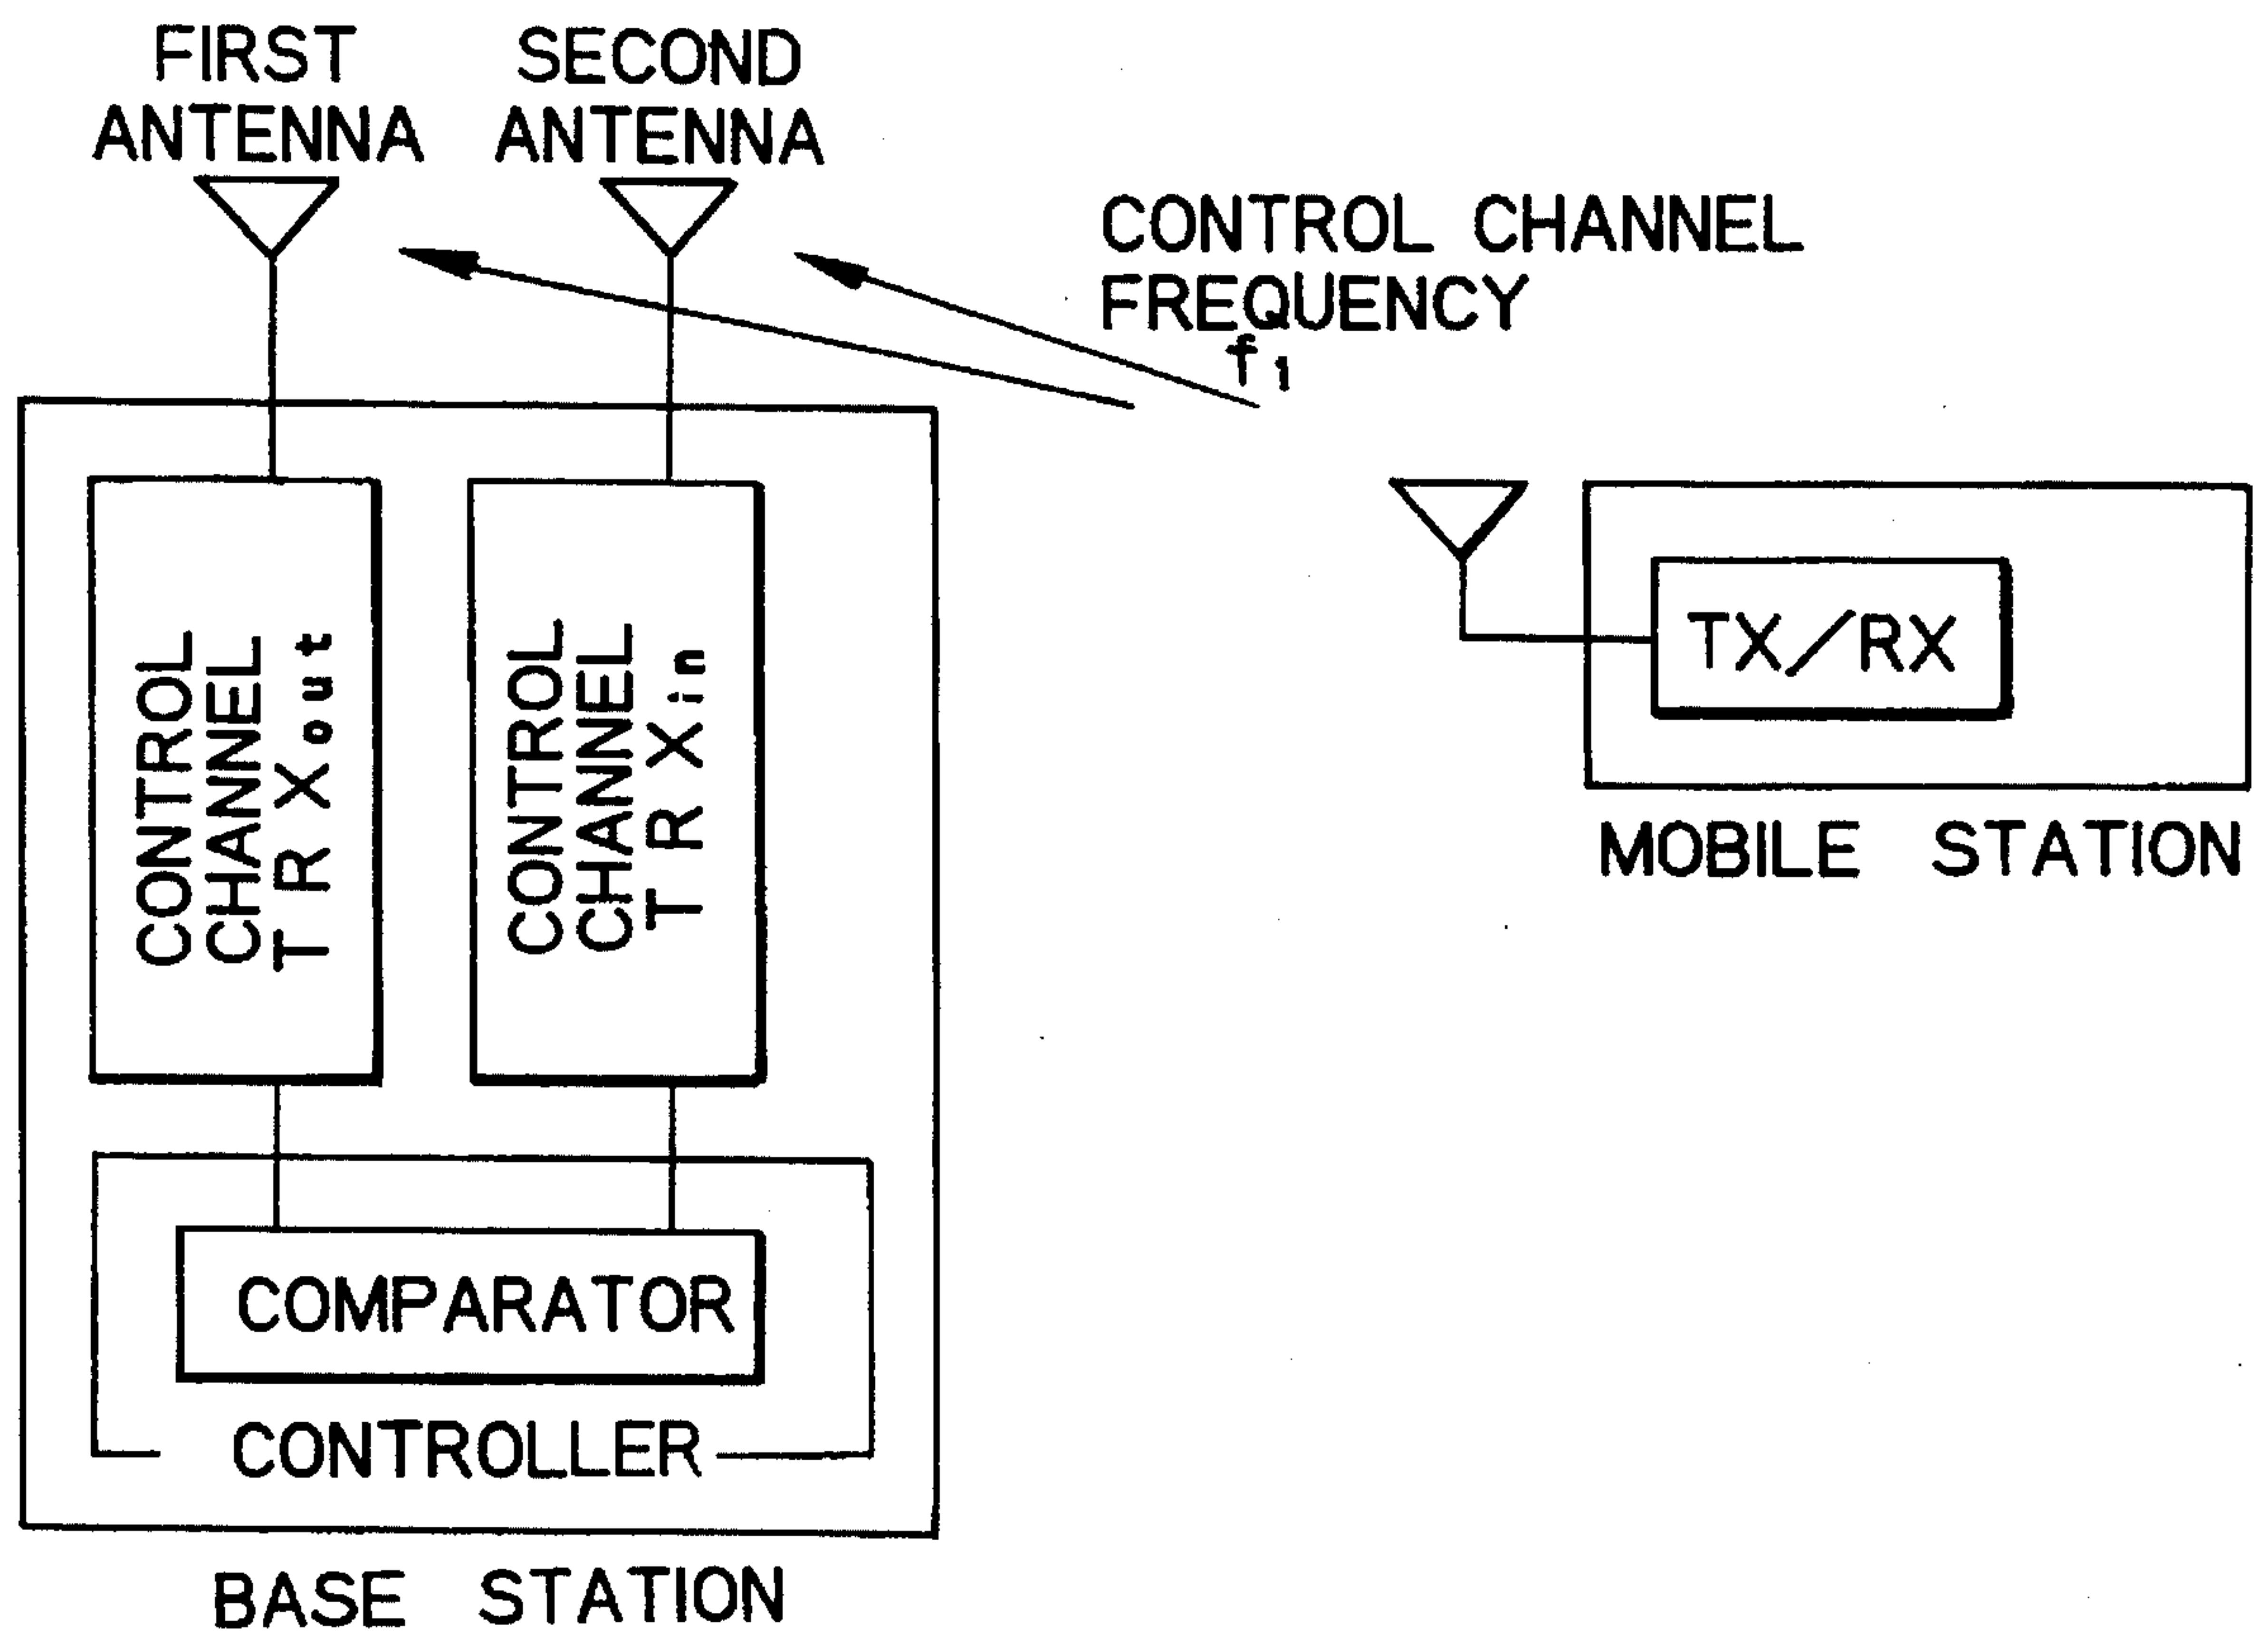 FIRST
ANTENNA
SECOND
ANTENNA
CONTROL CHANNEL
FREQUENCY
f1
CONTROL
CHANNEL
TRXout
CONTROL
CHANNEL
TRXin
TX/RX
MOBILE STATION
COMPARATOR
CONTROLLER
BASE STATION